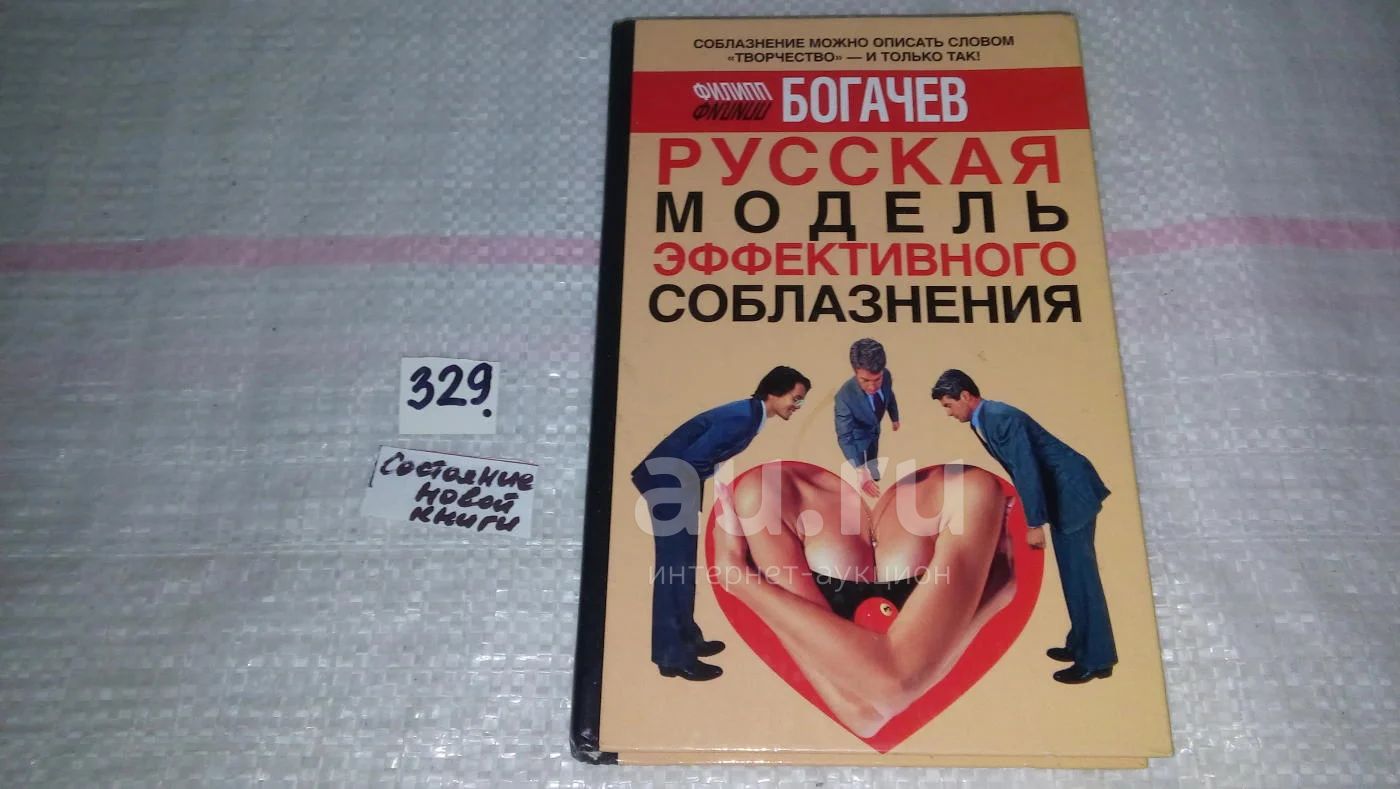 СОБЛАЗНЕНИЕ МОЖНО ОПИСАТЬ СЛОВОМ
«ТВОРЧЕСТВО» — И ТОЛЬКО ТАК!
ФИЛИПП БОГАЧЕВ
РУССКАЯ
МОДЕЛЬ
ЭФФЕКТИВНОГО
СОБЛАЗНЕНИЯ
329.
Состояние
новой
книги
au.ru
интернет-аукцион